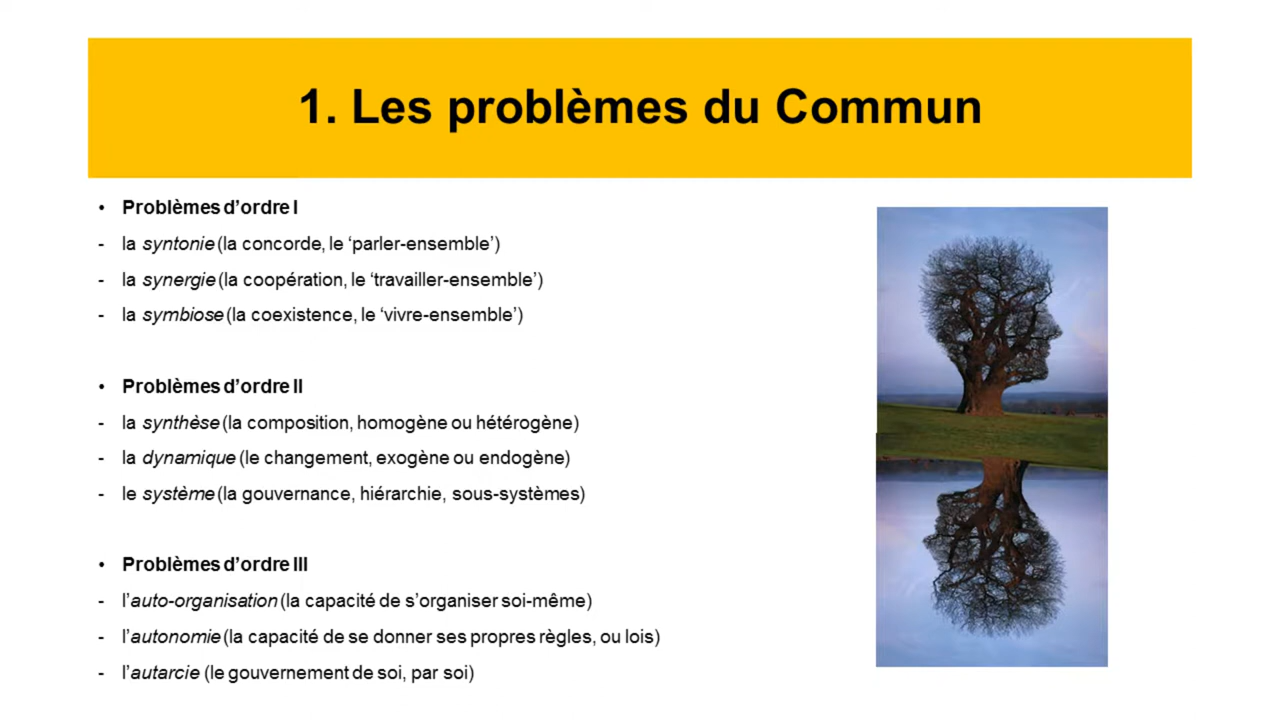 1. Les problèmes du Commun
• Problèmes d’ordre I
- la syntonie (la concorde, le ‘parler-ensemble’)
- la synergie (la coopération, le ‘travailler-ensemble’)
- la symbiose (la coexistence, le ‘vivre-ensemble’)
• Problèmes d’ordre II
- la synthèse (la composition, homogène ou hétérogène)
- la dynamique (le changement, exogène ou endogène)
- le système (la gouvernance, hiérarchie, sous-systèmes)
• Problèmes d’ordre III
- l’auto-organisation (la capacité de s’organiser soi-même)
- l’autonomie (la capacité de se donner ses propres règles, ou lois)
- l’autarcie (le gouvernement de soi, par soi)